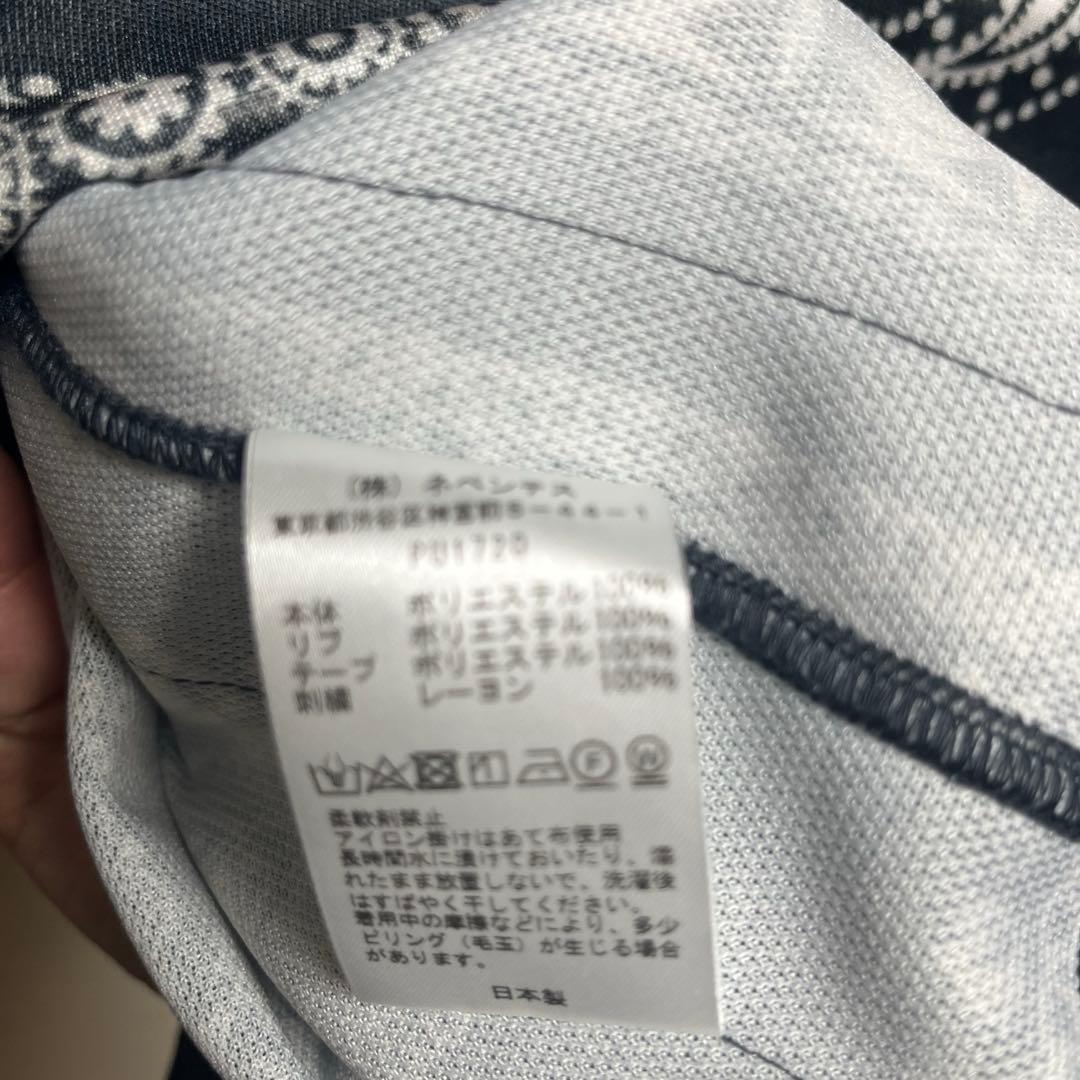 (株) ネペンテス
東京都渋谷区神宮前5-44-1
PU1720
本体 ポリエステル 100%
リブ ポリエステル 100%
テープ ポリエステル 100%
刺繍 レーヨン 100%
柔軟剤禁止
アイロン掛けはあて布使用
長時間水に漬けておいたり、濡
れたまま放置しないで、洗濯後
はすばやく干してください。
着用中の摩擦などにより、多少
ピリング（毛玉）が生じる場合
があります。
日本製